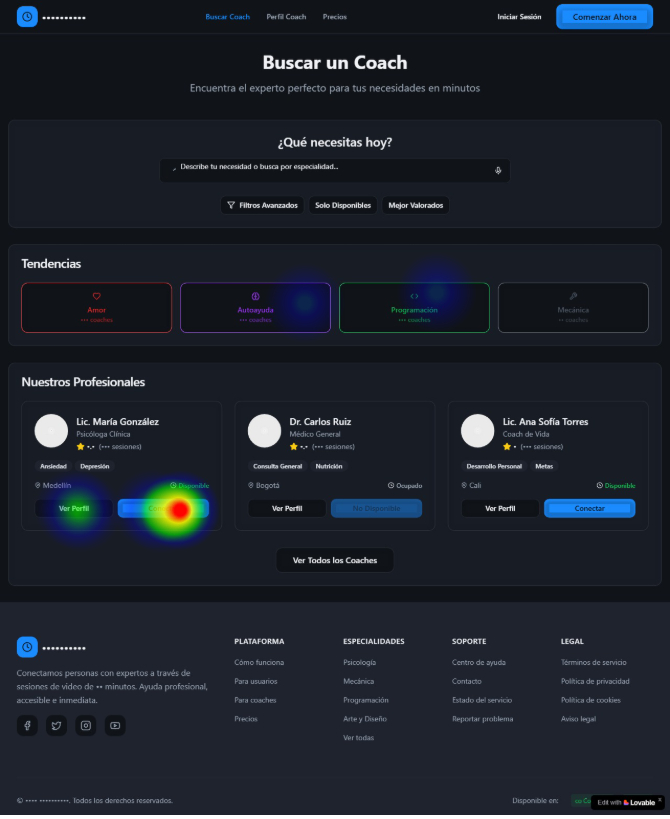 ••••••••••
Buscar Coach
Perfil Coach
Precios
Iniciar Sesión
Comenzar Ahora
Buscar un Coach
Encuentra el experto perfecto para tus necesidades en minutos
¿Qué necesitas hoy?
Describe tu necesidad o busca por especialidad...
Filtros Avanzados
Solo Disponibles
Mejor Valorados
Tendencias
Amor
••• coaches
Autoayuda
••• coaches
Programación
••• coaches
Mecánica
•• coaches
Nuestros Profesionales
Lic. María González
Psicóloga Clínica
•.• (••• sesiones)
Ansiedad
Depresión
Medellín
Disponible
Ver Perfil
Dr. Carlos Ruiz
Médico General
•.• (••• sesiones)
Consulta General
Nutrición
Bogotá
Ocupado
Ver Perfil
No Disponible
Lic. Ana Sofía Torres
Coach de Vida
• (••• sesiones)
Desarrollo Personal
Metas
Cali
Disponible
Ver Perfil
Conectar
Ver Todos los Coaches
••••••••••
Conectamos personas con expertos a través de
sesiones de video de •• minutos. Ayuda profesional,
accesible e inmediata.
PLATAFORMA
Cómo funciona
Para usuarios
Para coaches
Precios
ESPECIALIDADES
Psicología
Mecánica
Programación
Arte y Diseño
Ver todas
SOPORTE
Centro de ayuda
Contacto
Estado del servicio
Reportar problema
LEGAL
Términos de servicio
Política de privacidad
Política de cookies
Aviso legal
© •••• ••••••••••. Todos los derechos reservados.
Disponible en:
Edit with Lovable